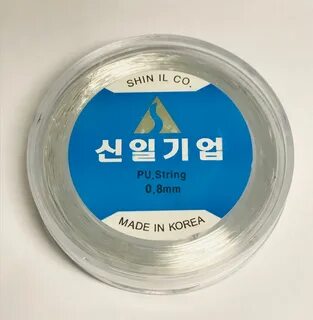 SHIN IL CO.
신일기업
PU,String
0,8mm
MADE IN KOREA